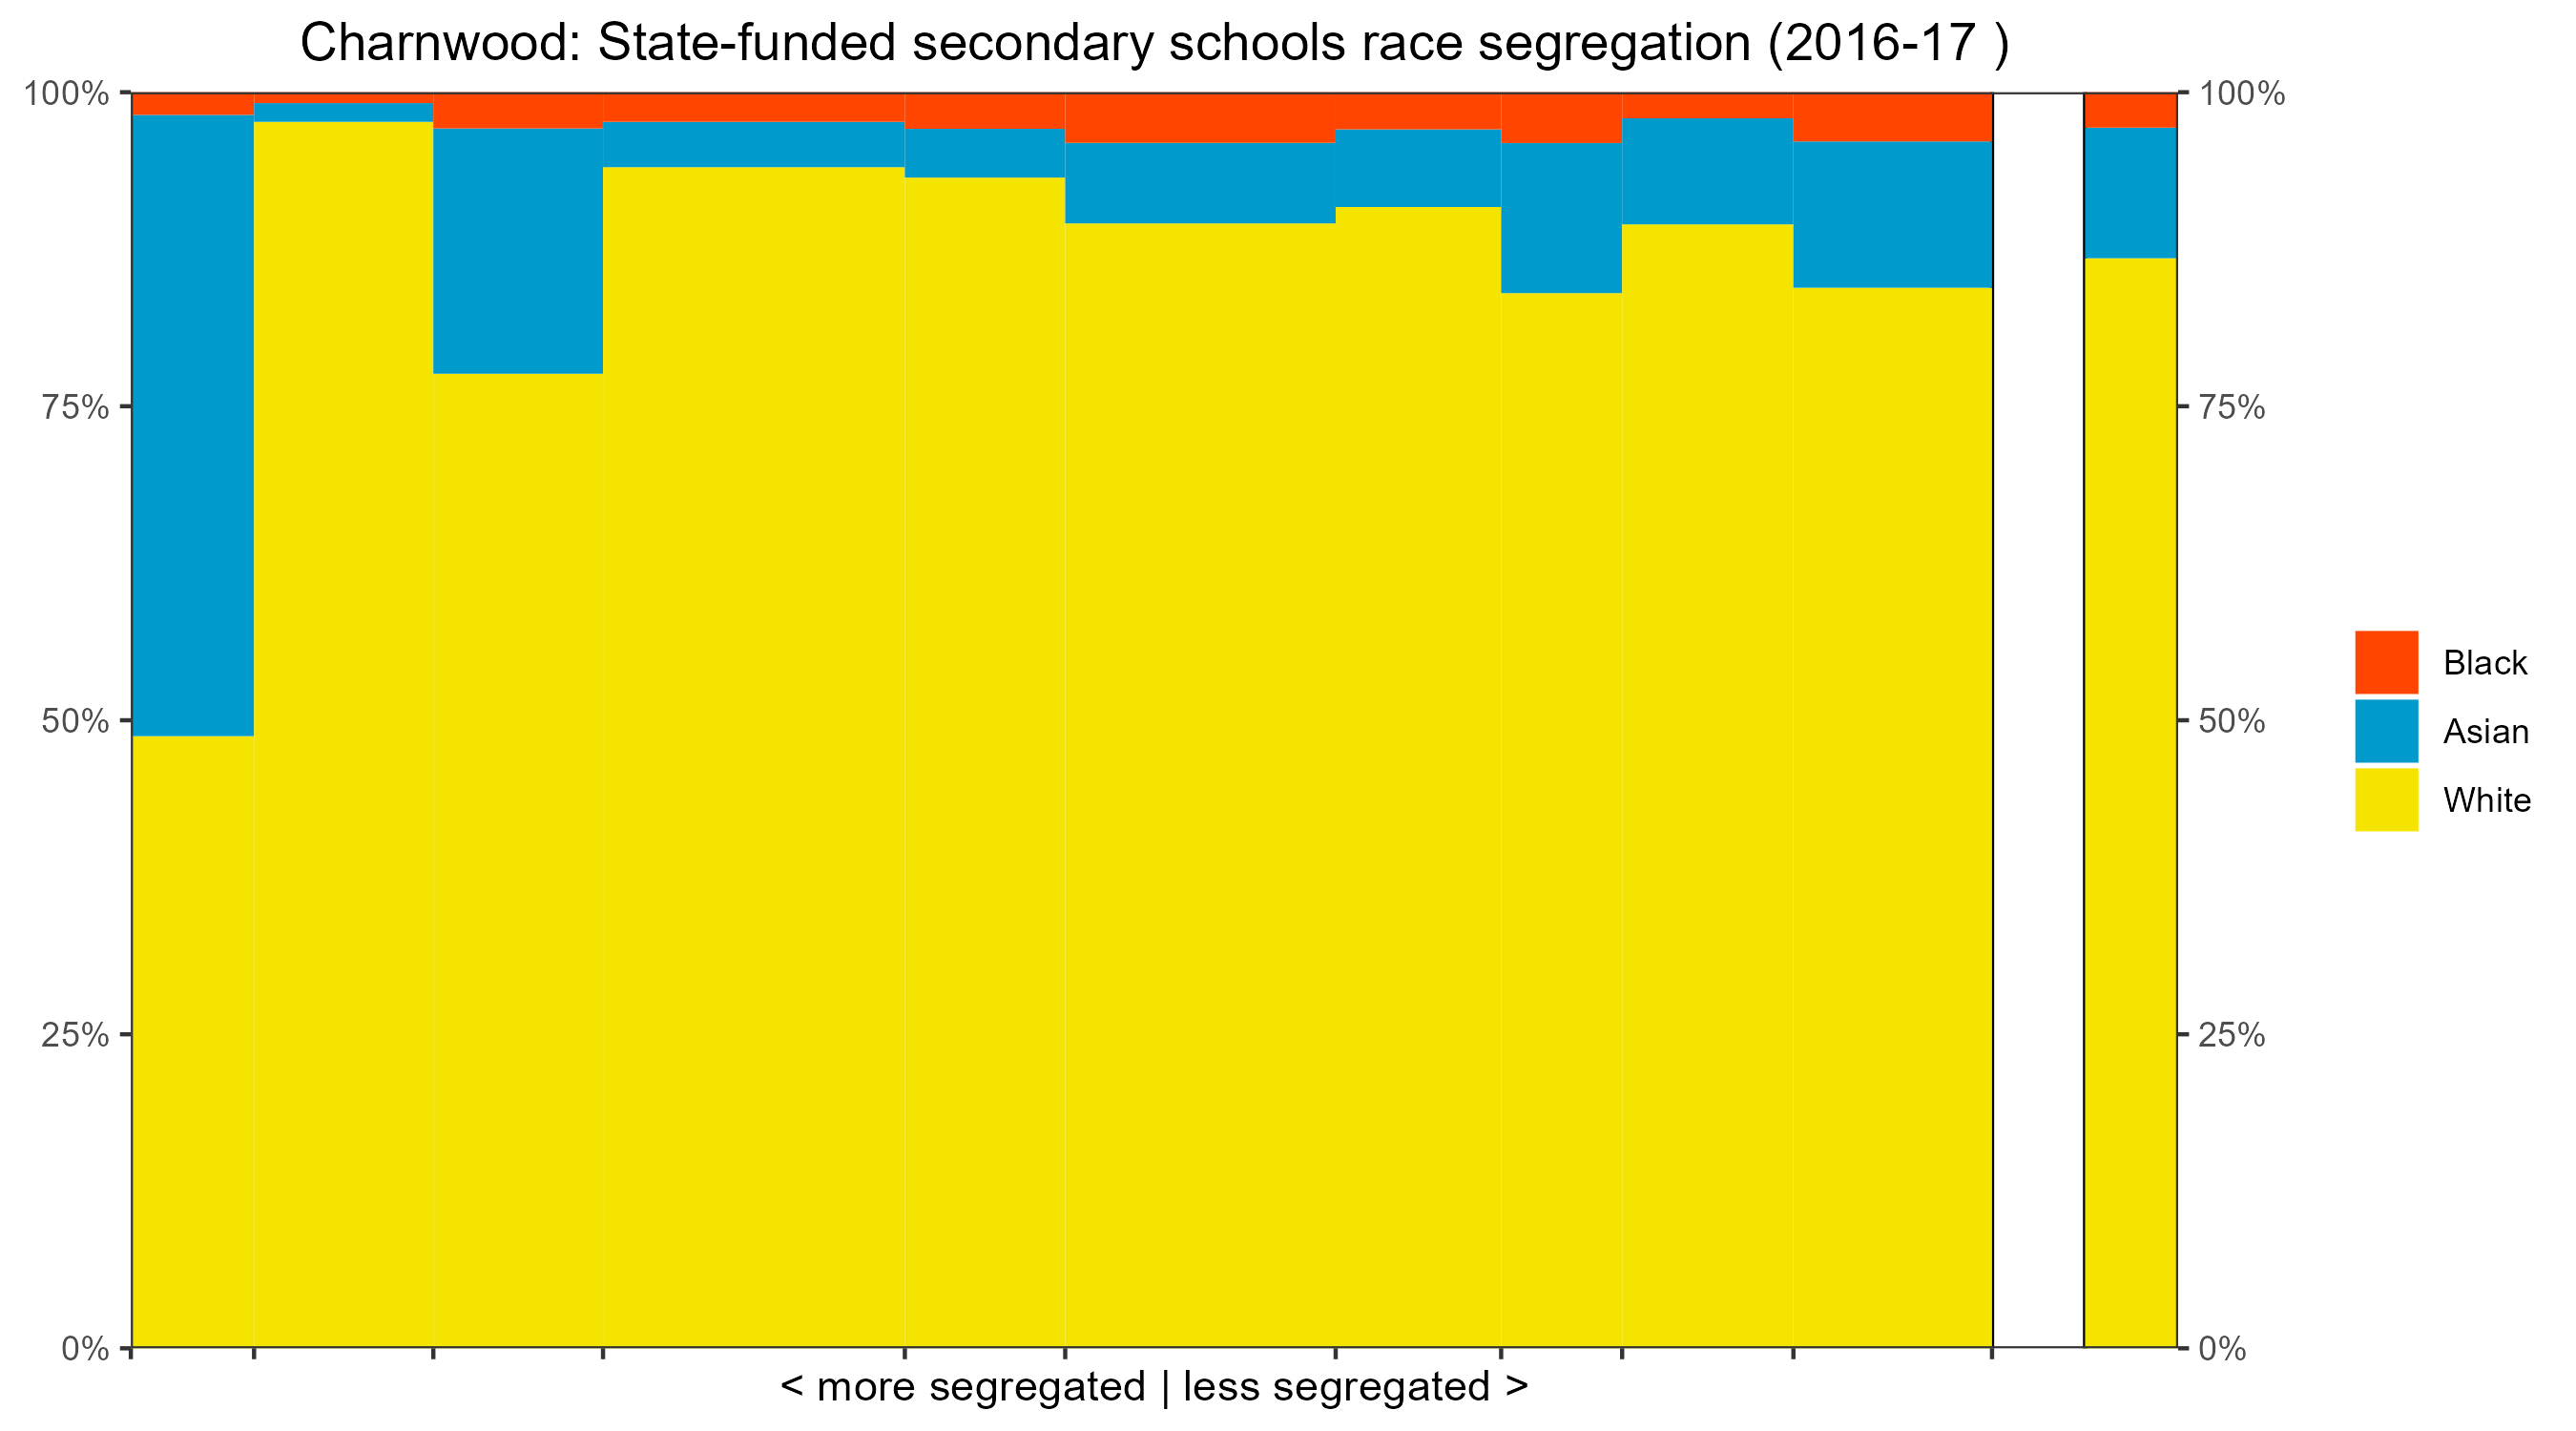 Charnwood: State-funded secondary schools race segregation (2016-17 )
100%
75%
50%
25%
0%
100%
75%
50%
25%
0%
Black
Asian
White
< more segregated | less segregated >